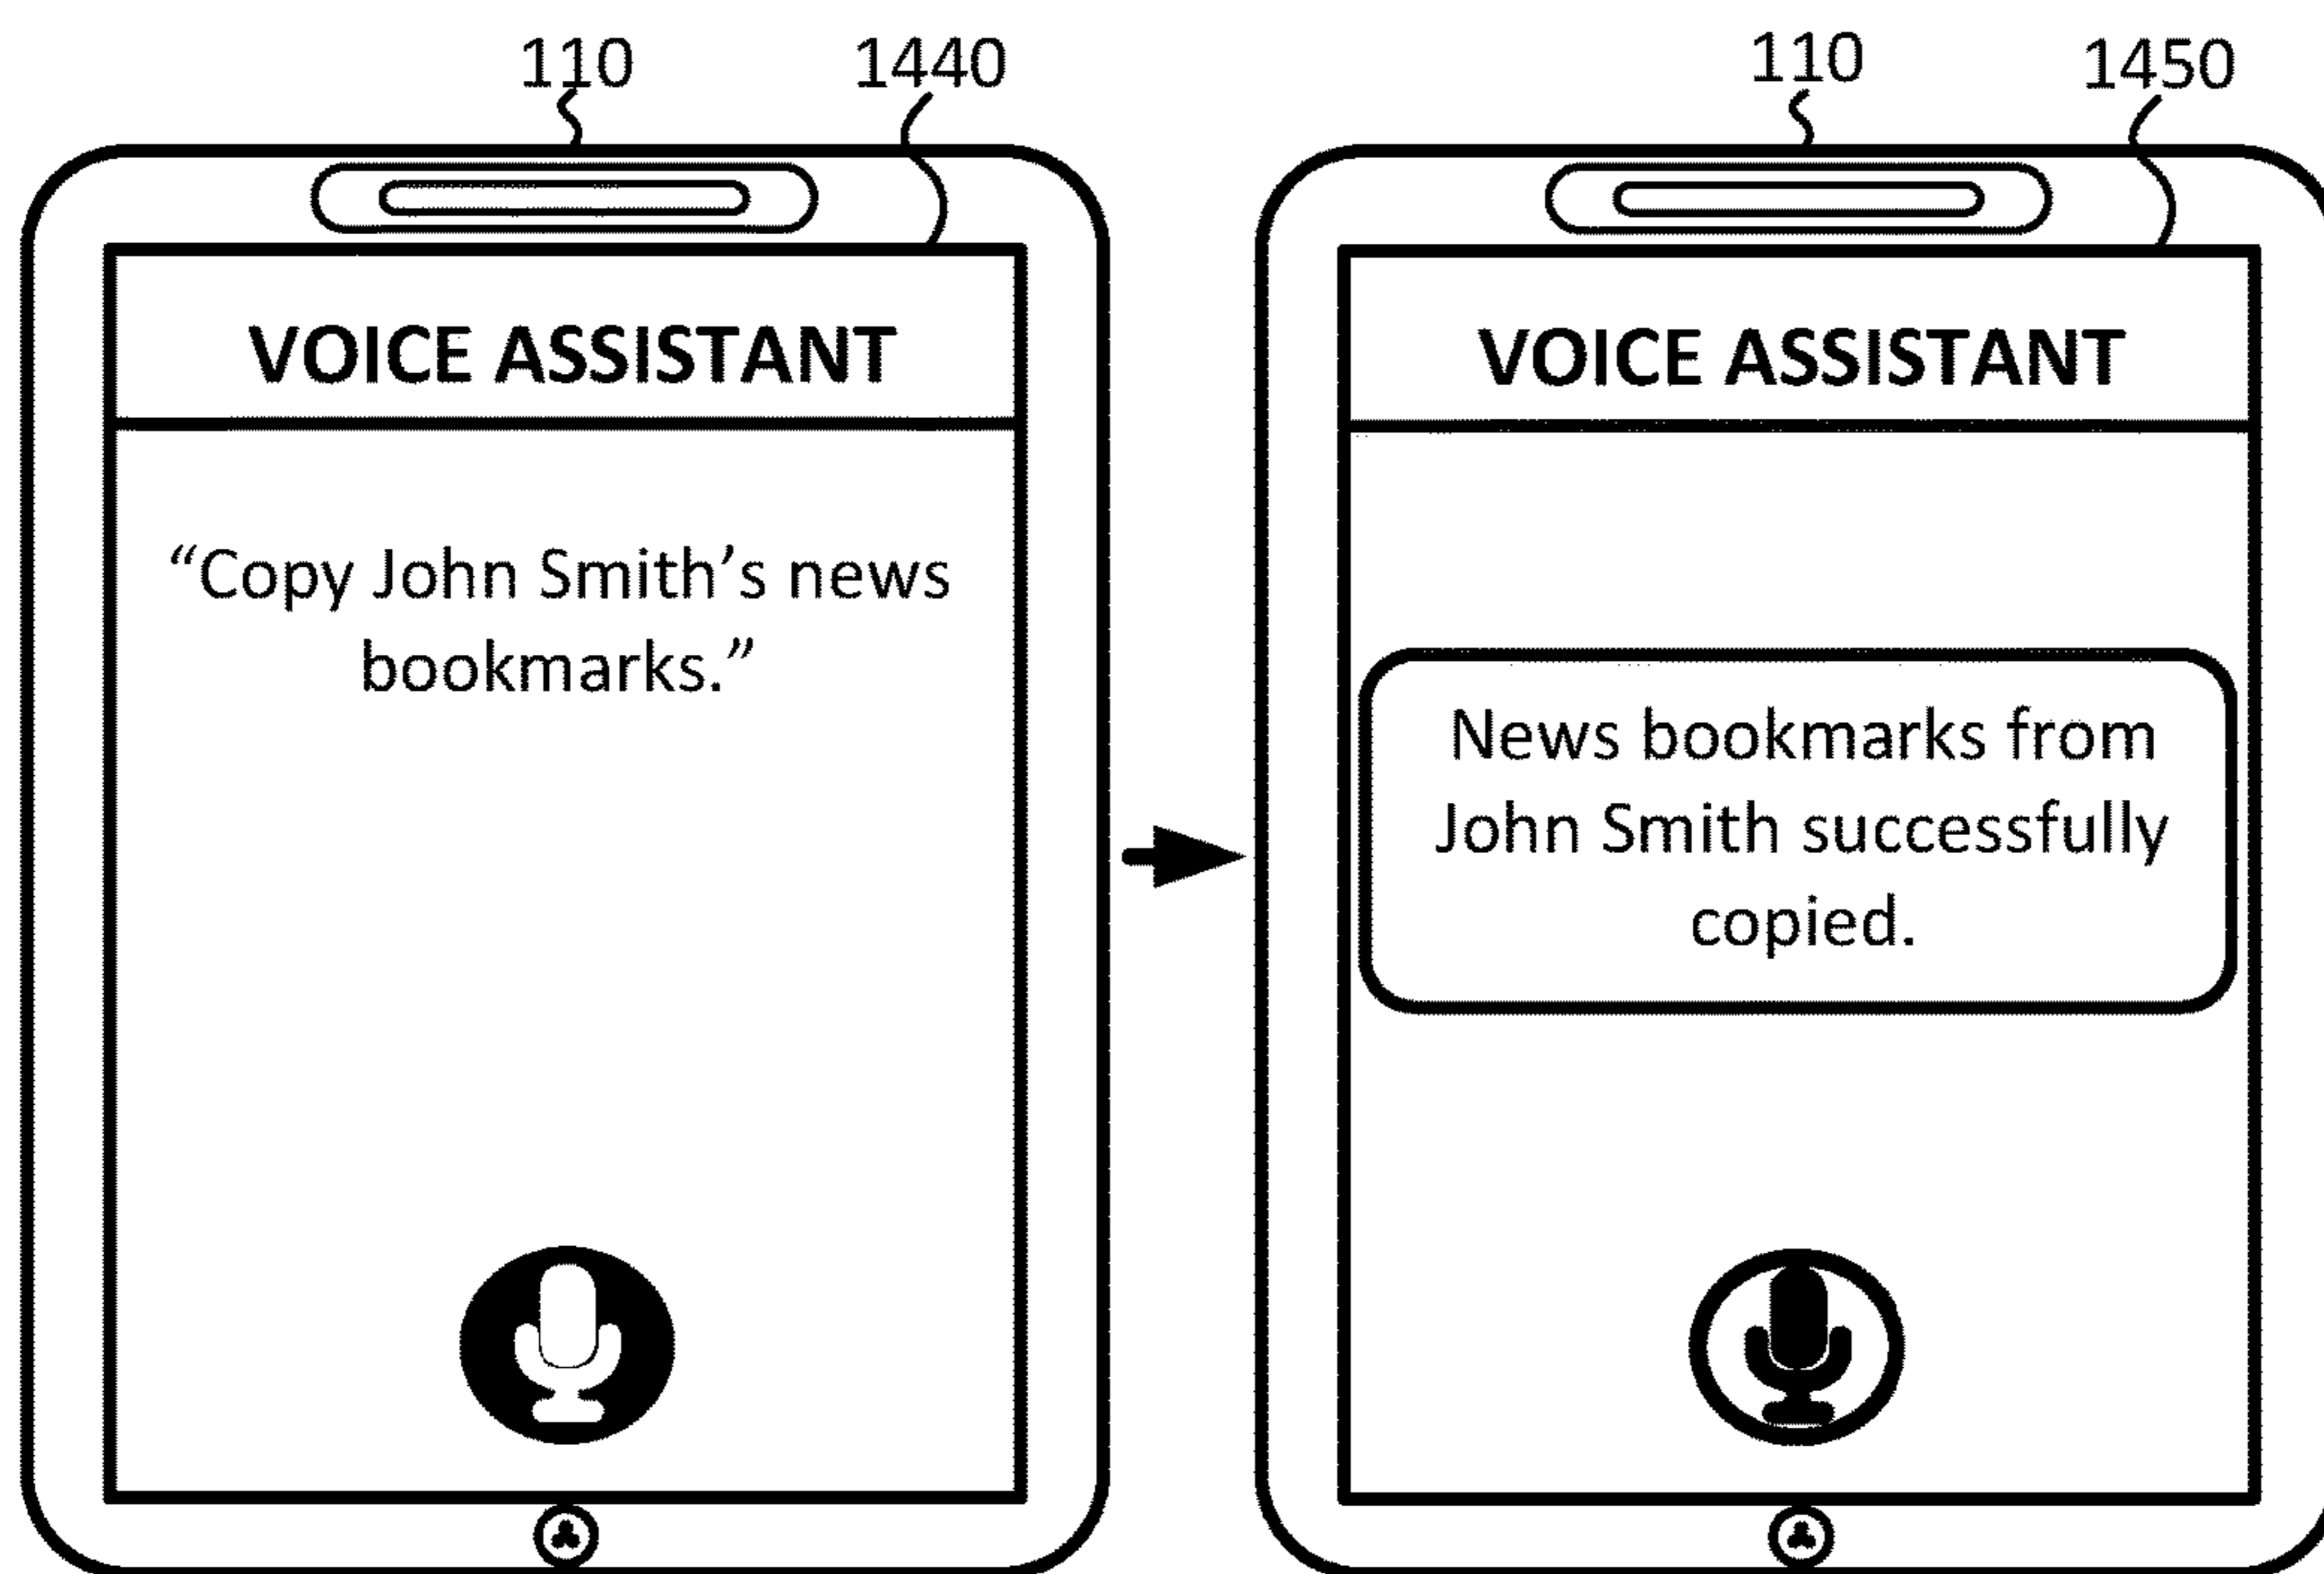 110
1440
VOICE ASSISTANT
“Copy John Smith’s news
bookmarks.”
110
1450
VOICE ASSISTANT
News bookmarks from
John Smith successfully
copied.